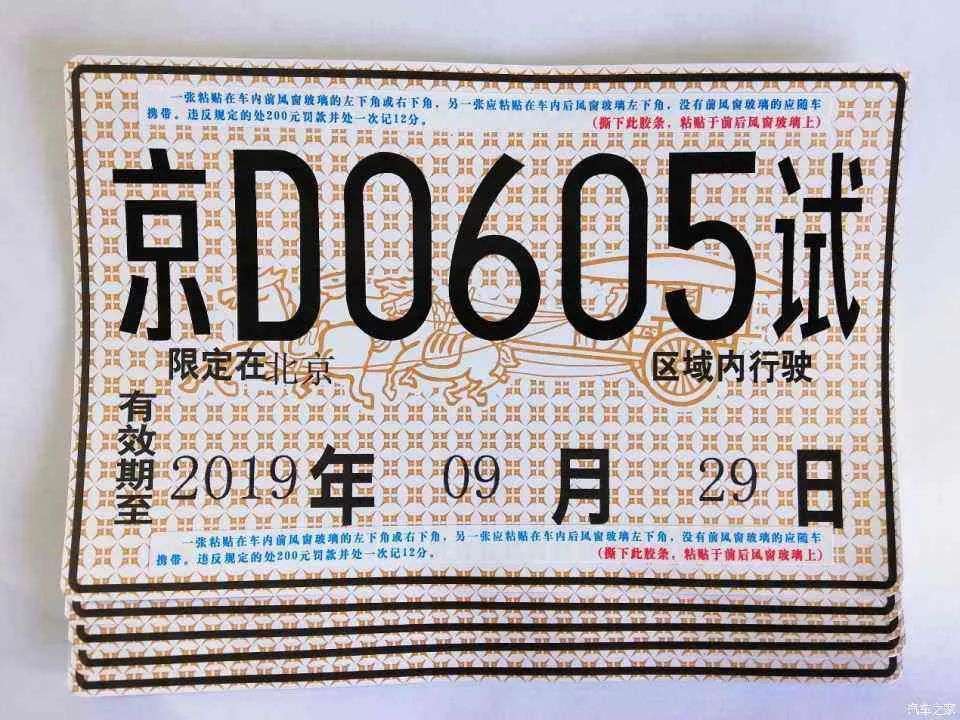 一张粘贴在车内前风窗玻璃的左下角或右下角，另一张应粘贴在车内后风窗玻璃左下角，没有前风窗玻璃的应随车
携带。违反规定的处200元罚款并处一次记12分。 (撕下此胶条，粘贴于前后风窗玻璃上)
京D0605试
限定在北京 区域内行驶
有效期至
2019年 09 月 29 日
一张粘贴在车内前风窗玻璃的左下角或右下角，另一张应粘贴在车内后风窗玻璃左下角，没有前风窗玻璃的应随车
携带。违反规定的处200元罚款并处一次记12分。 (撕下此胶条，粘贴于前后风窗玻璃上)
汽车之家